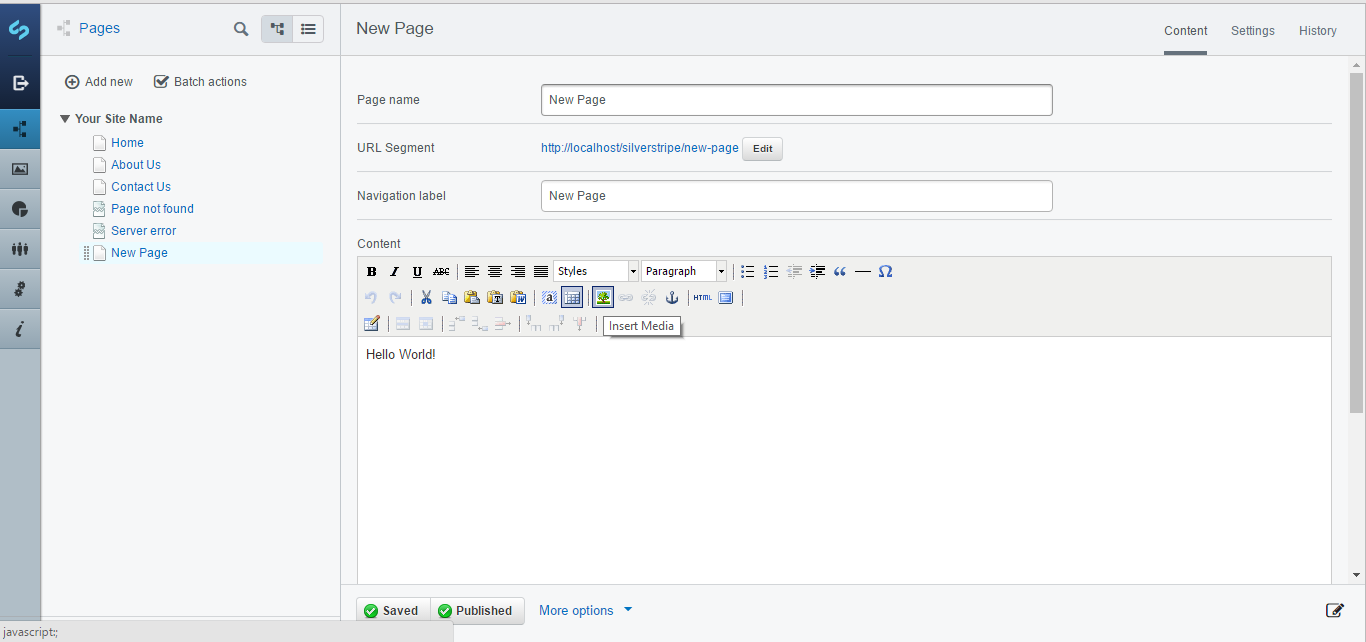 Pages
New Page
Content
Settings
History
Add new
Batch actions
Your Site Name
Home
About Us
Contact Us
Page not found
Server error
New Page
Page name
New Page
URL Segment
http://localhost/silverstripe/new-page
Edit
Navigation label
New Page
Content
B I U ABC Styles Paragraph
HTML
Insert Media
Hello World!
Saved
Published
More options
javascript:;